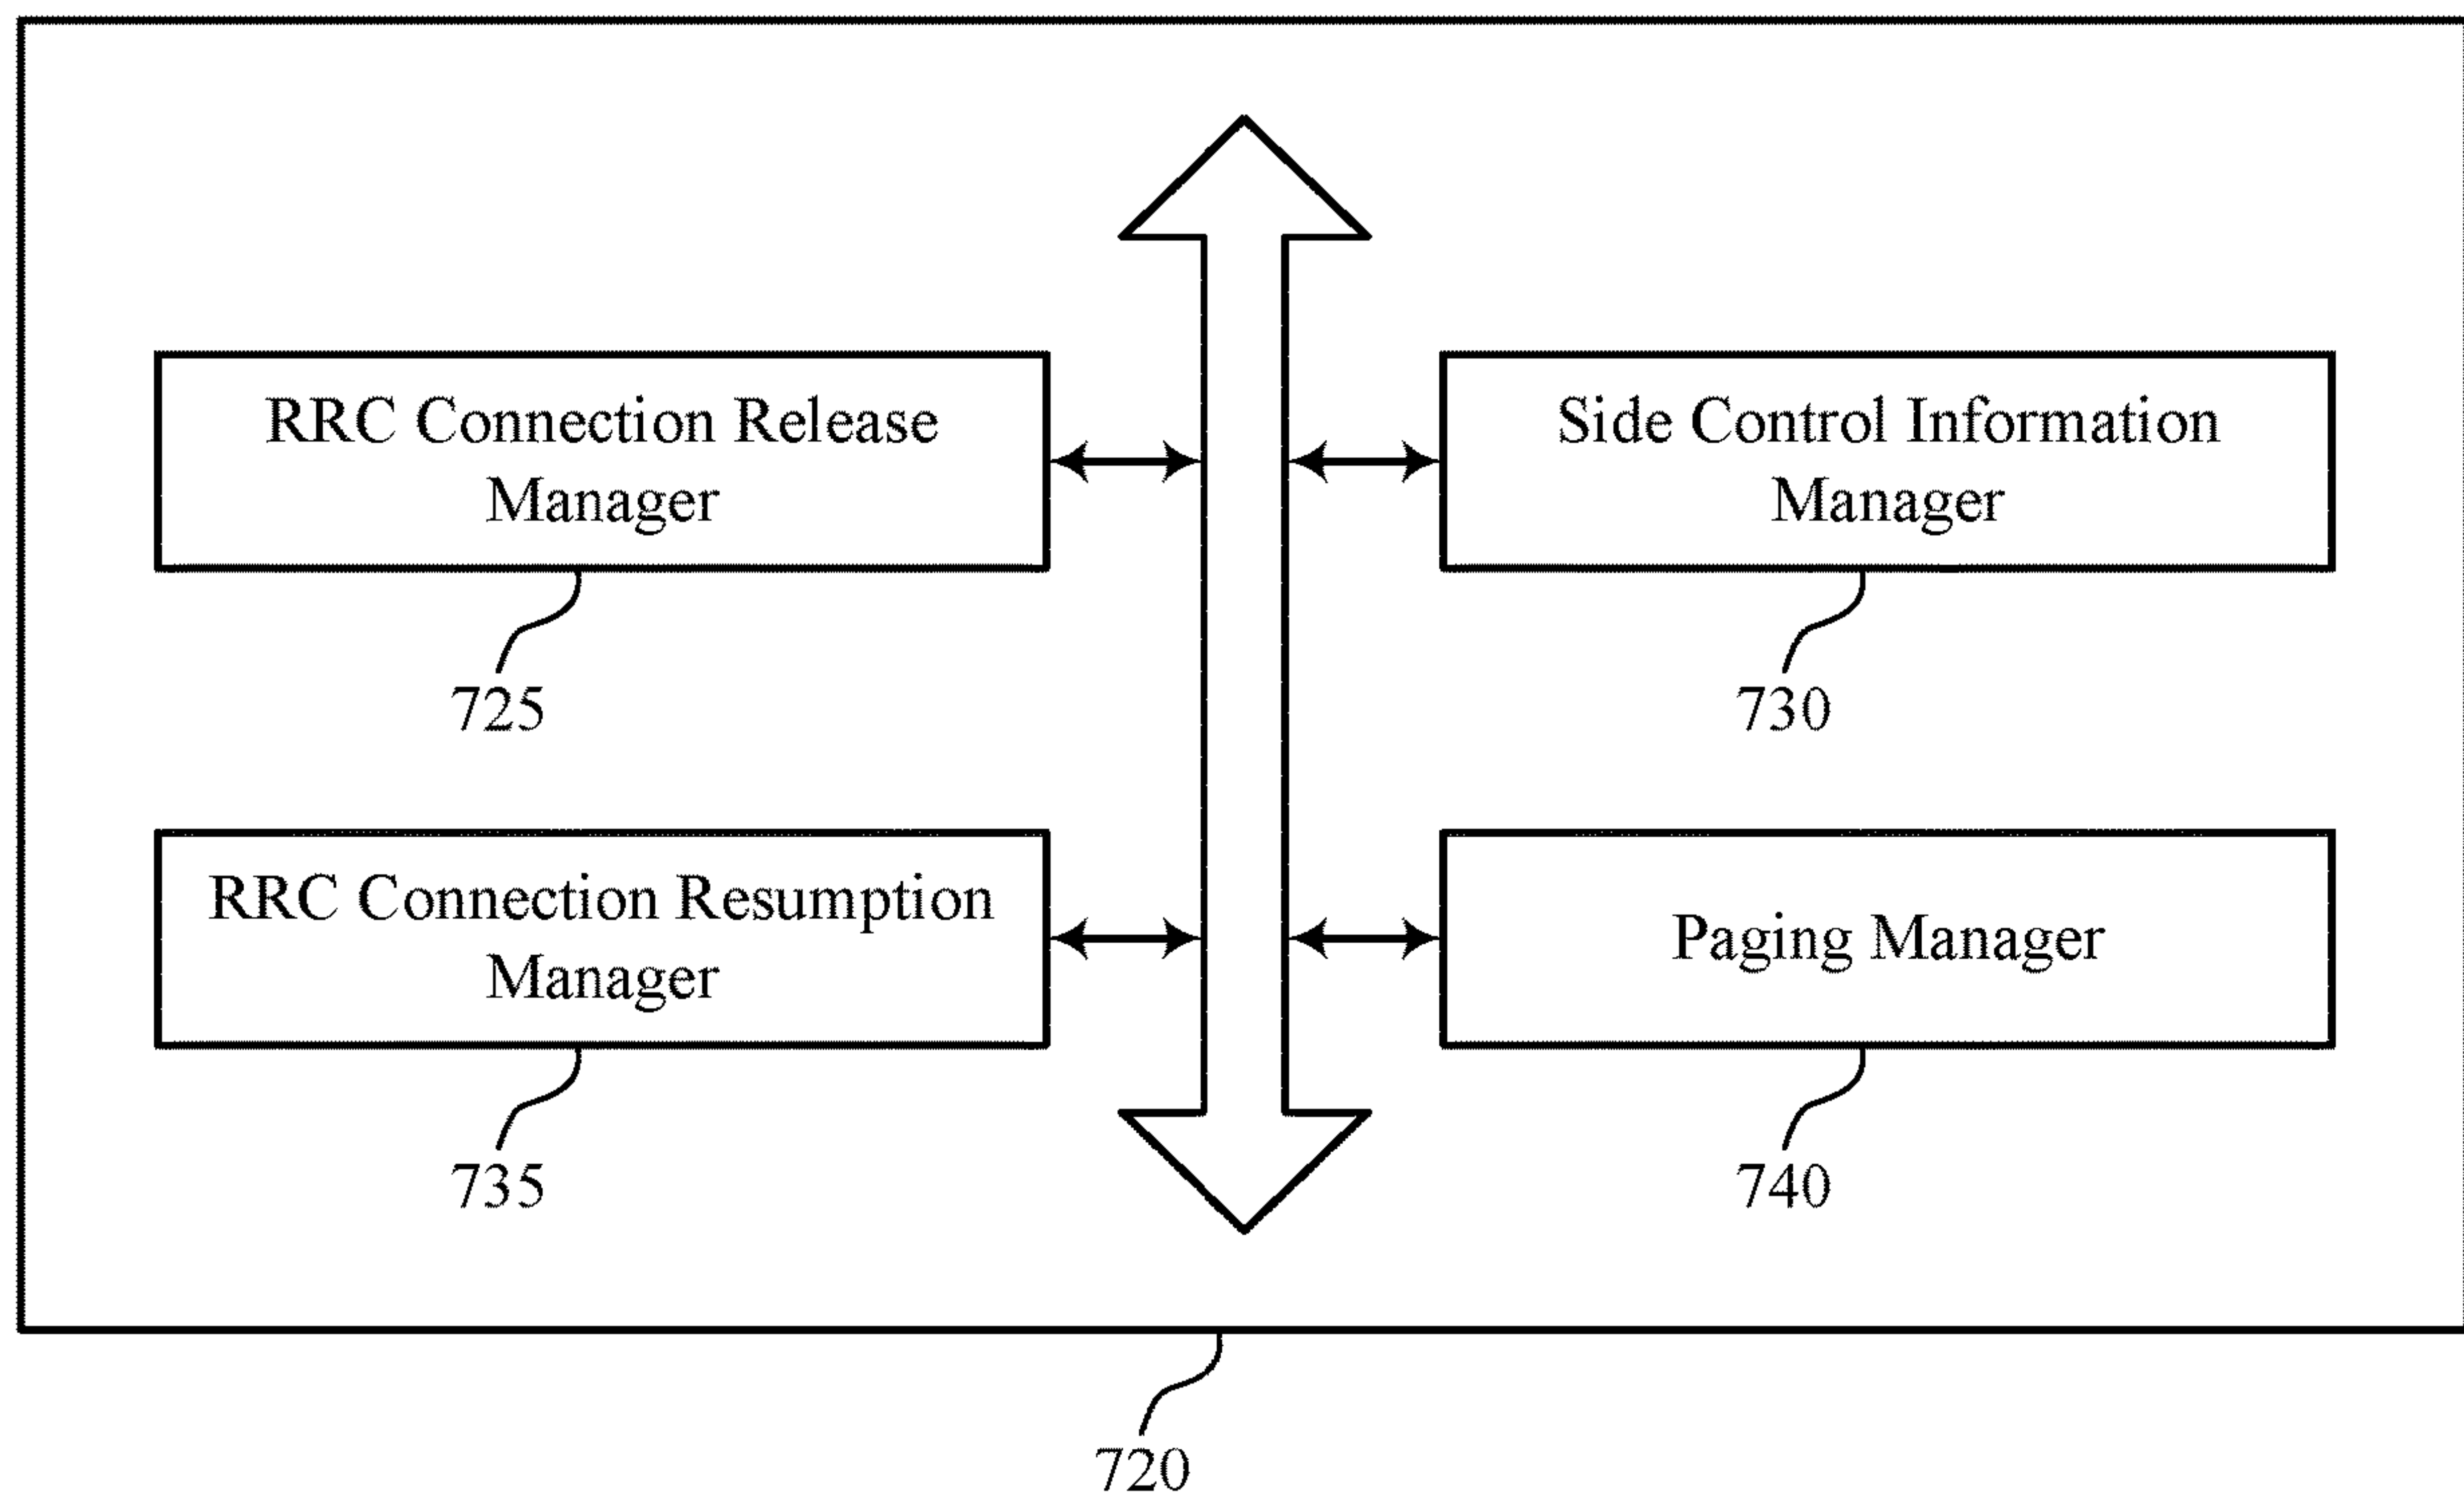 RRC Connection Release
Manager
725
Side Control Information
Manager
730
RRC Connection Resumption
Manager
735
Paging Manager
740
720